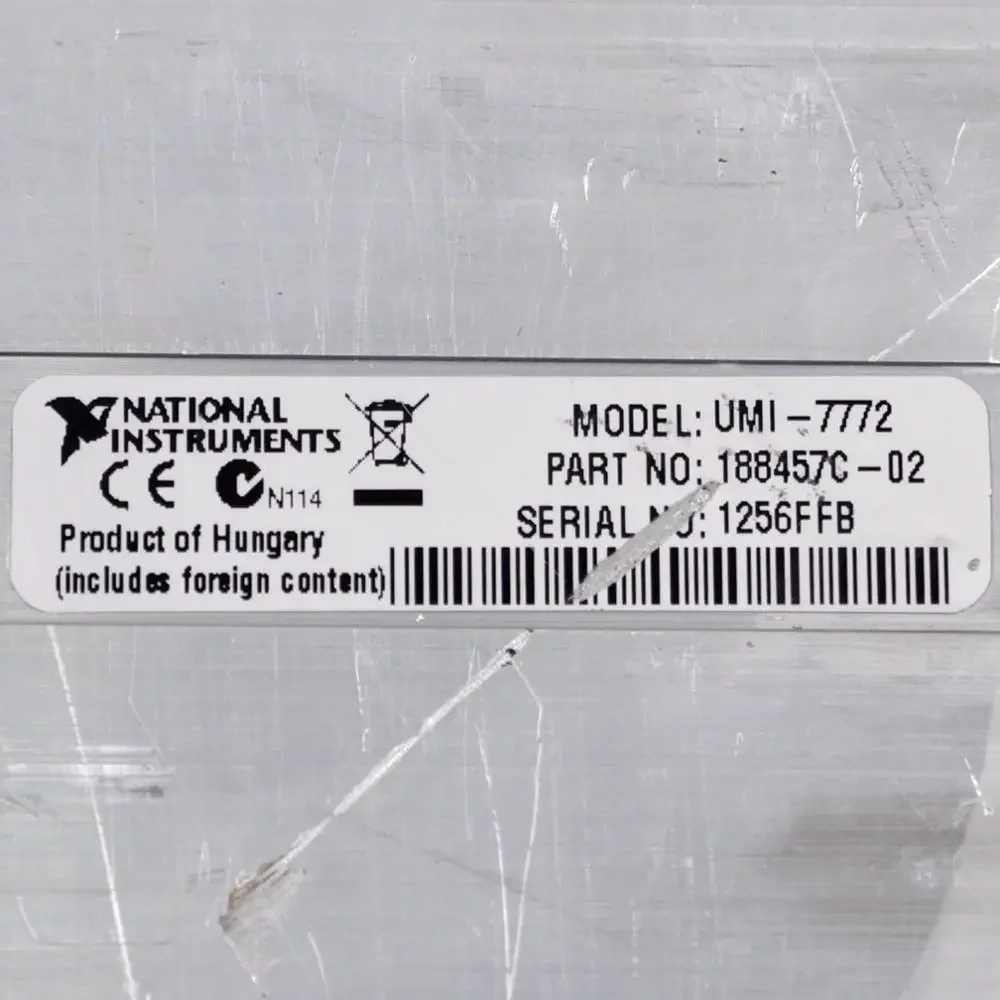 NATIONAL
INSTRUMENTS
CE N114
Product of Hungary
(includes foreign content)
MODEL: UMI-7772
PART NO: 188457C-02
SERIAL NO: 1256FFB